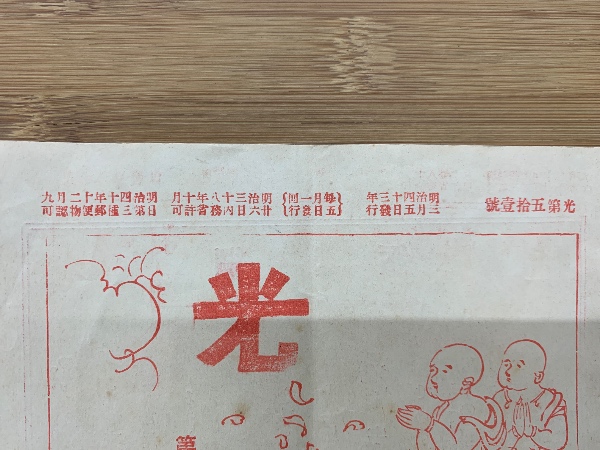 光第五拾壹號
明治四十三年
三月五日發行
每月一回
五日發行
明治三十八年十月
廿六日內務省許可
明治四十年十二月九
日第三種郵便物認可
光
第